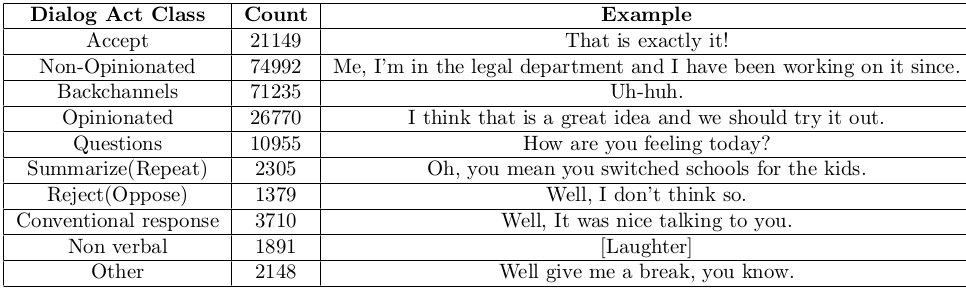 Dialog Act Class Count Example
Accept 21149 That is exactly it!
Non-Opinionated 74992 Me, I'm in the legal department and I have been working on it since.
Backchannels 71235 Uh-huh.
Opinionated 26770 I think that is a great idea and we should try it out.
Questions 10955 How are you feeling today?
Summarize(Repeat) 2305 Oh, you mean you switched schools for the kids.
Reject(Oppose) 1379 Well, I don't think so.
Conventional response 3710 Well, It was nice talking to you.
Non verbal 1891 [Laughter]
Other 2148 Well give me a break, you know.